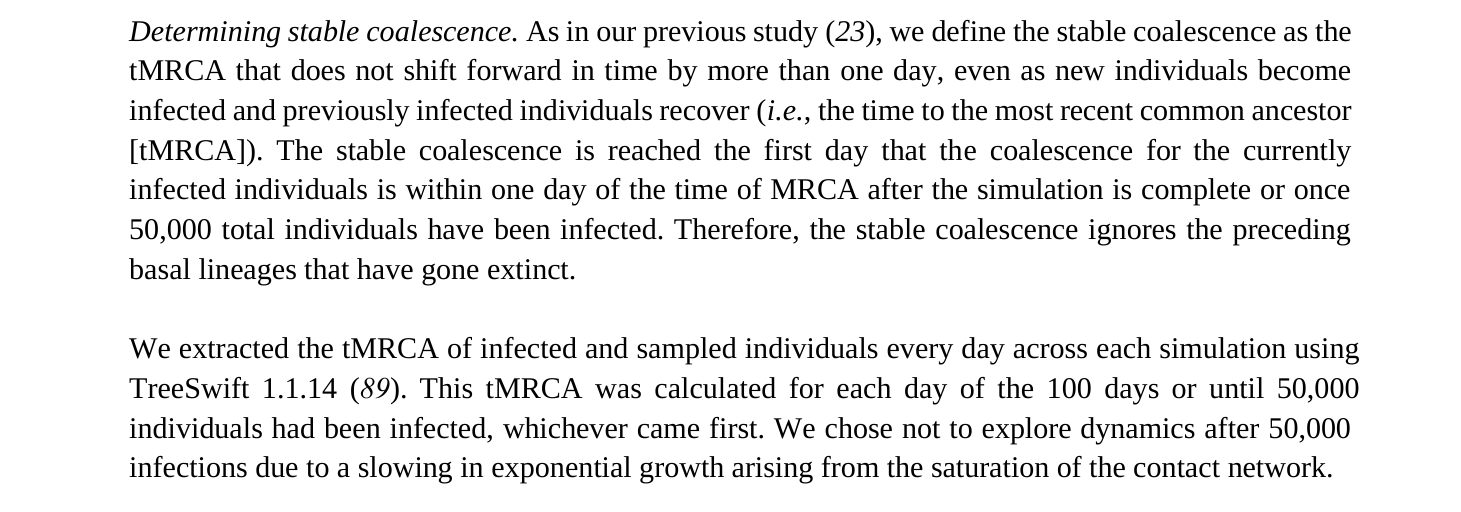 Determining stable coalescence. As in our previous study (23), we define the stable coalescence as the
tMRCA that does not shift forward in time by more than one day, even as new individuals become
infected and previously infected individuals recover (i.e., the time to the most recent common ancestor
[tMRCA]). The stable coalescence is reached the first day that the coalescence for the currently
infected individuals is within one day of the time of MRCA after the simulation is complete or once
50,000 total individuals have been infected. Therefore, the stable coalescence ignores the preceding
basal lineages that have gone extinct.
We extracted the tMRCA of infected and sampled individuals every day across each simulation using
TreeSwift 1.1.14 (89). This tMRCA was calculated for each day of the 100 days or until 50,000
individuals had been infected, whichever came first. We chose not to explore dynamics after 50,000
infections due to a slowing in exponential growth arising from the saturation of the contact network.